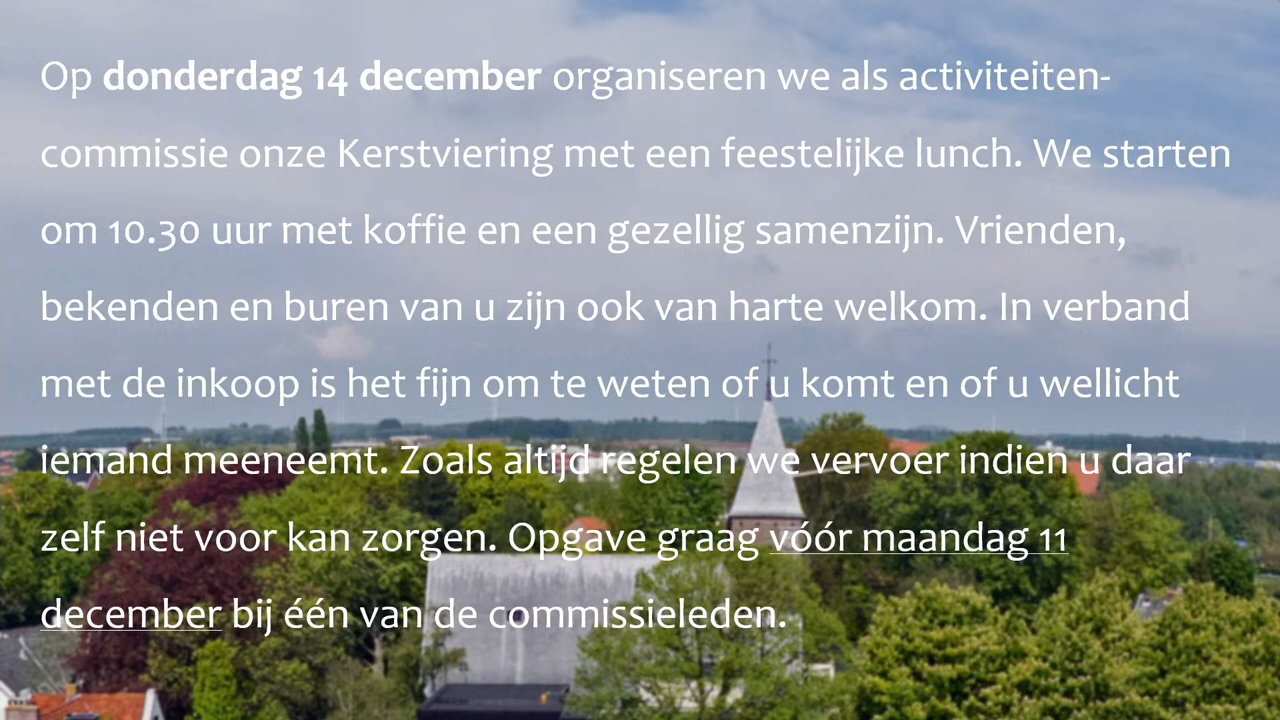 Op donderdag 14 december organiseren we als activiteiten-
commissie onze Kerstviering met een feestelijke lunch. We starten
om 10.30 uur met koffie en een gezellig samenzijn. Vrienden,
bekenden en buren van u zijn ook van harte welkom. In verband
met de inkoop is het fijn om te weten of u komt en of u wellicht
iemand meeneemt. Zoals altijd regelen we vervoer indien u daar
zelf niet voor kan zorgen. Opgave graag vóór maandag 11
december bij één van de commissieleden.